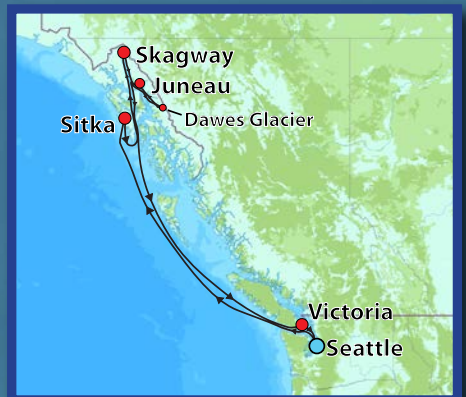 Skagway
Juneau
Sitka
Dawes Glacier
Victoria
Seattle